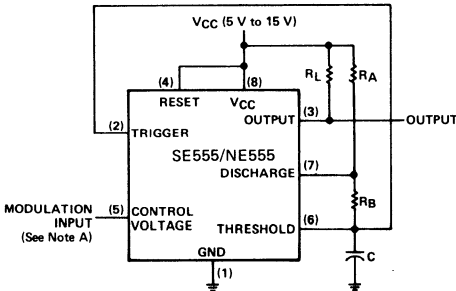 VCC (5 V to 15 V)
(4)
(8)
RL
RA
RESET
VCC
(3)
OUTPUT
OUTPUT
(2)
TRIGGER
SE555/NE555
(7)
DISCHARGE
RB
MODULATION
INPUT
(See Note A)
(5)
CONTROL
VOLTAGE
(6)
THRESHOLD
C
GND
(1)